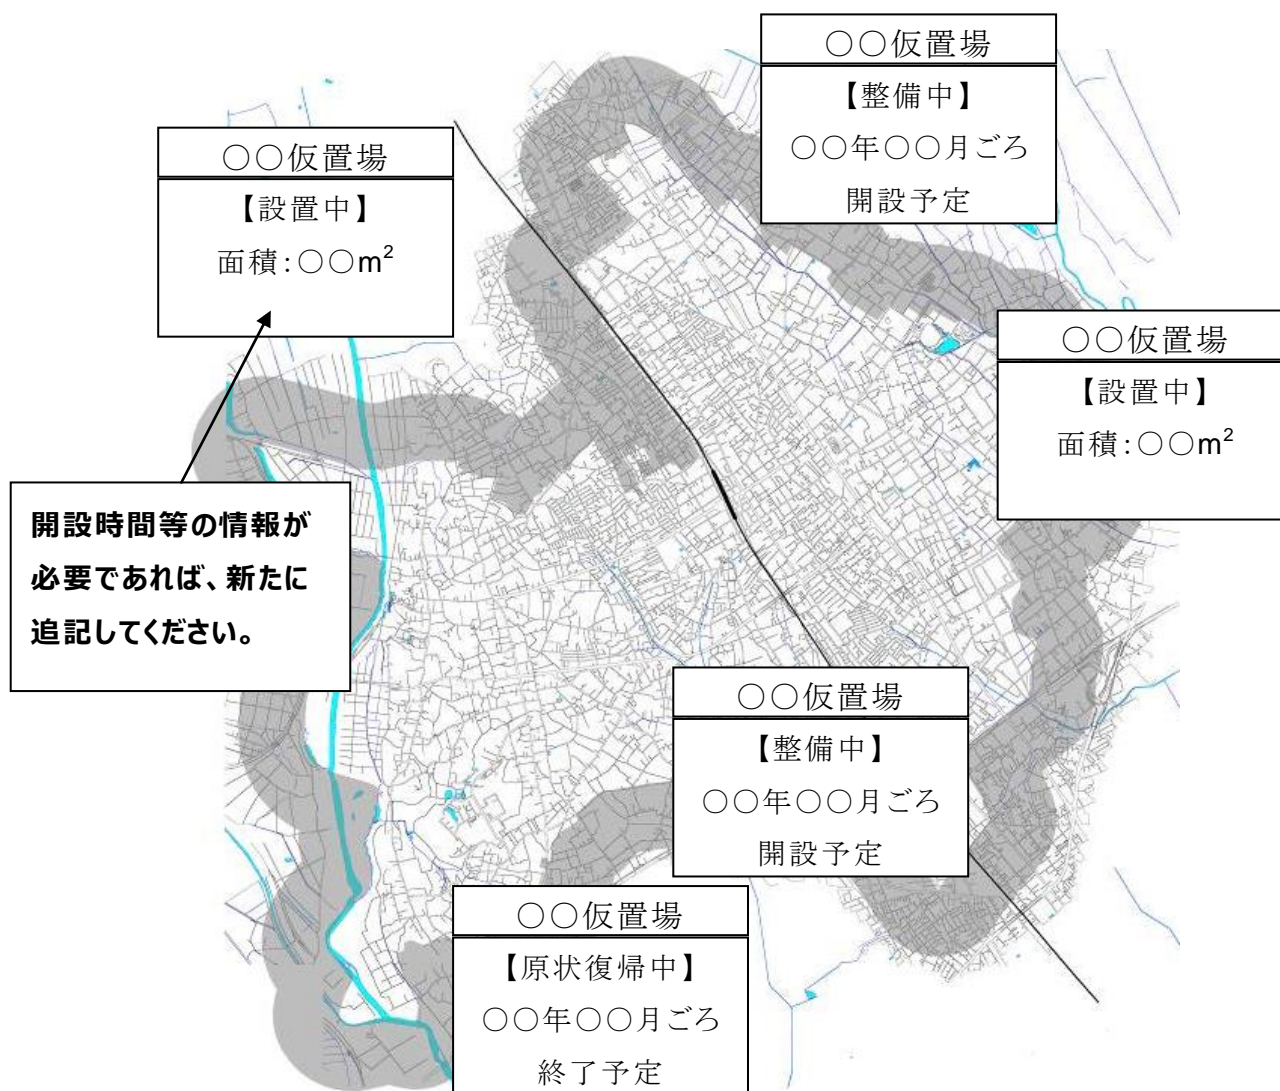 ○○仮置場
【整備中】
○○年○○月ごろ
開設予定
○○仮置場
【設置中】
面積:○○m²
○○仮置場
【設置中】
面積:○○m²
開設時間等の情報が
必要であれば、新たに
追記してください。
○○仮置場
【整備中】
○○年○○月ごろ
開設予定
○○仮置場
【原状復帰中】
○○年○○月ごろ
終了予定